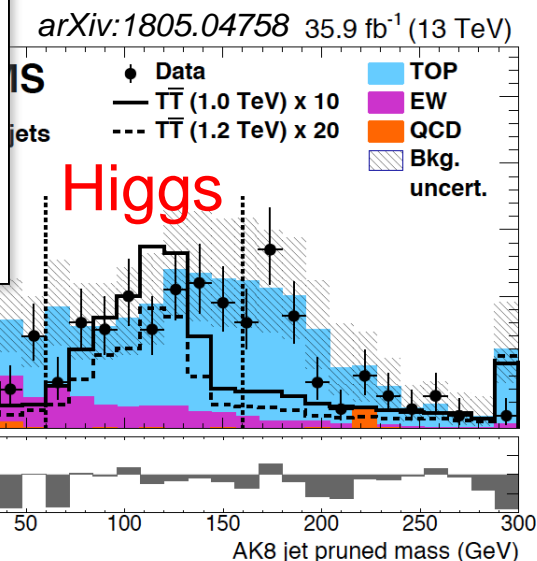 arXiv:1805.04758 35.9 fb⁻¹ (13 TeV)
Data
TT̅ (1.0 TeV) x 10
TT̅ (1.2 TeV) x 20
TOP
EW
QCD
Bkg.
uncert.
jets
Higgs
50 100 150 200 250 300
AK8 jet pruned mass (GeV)